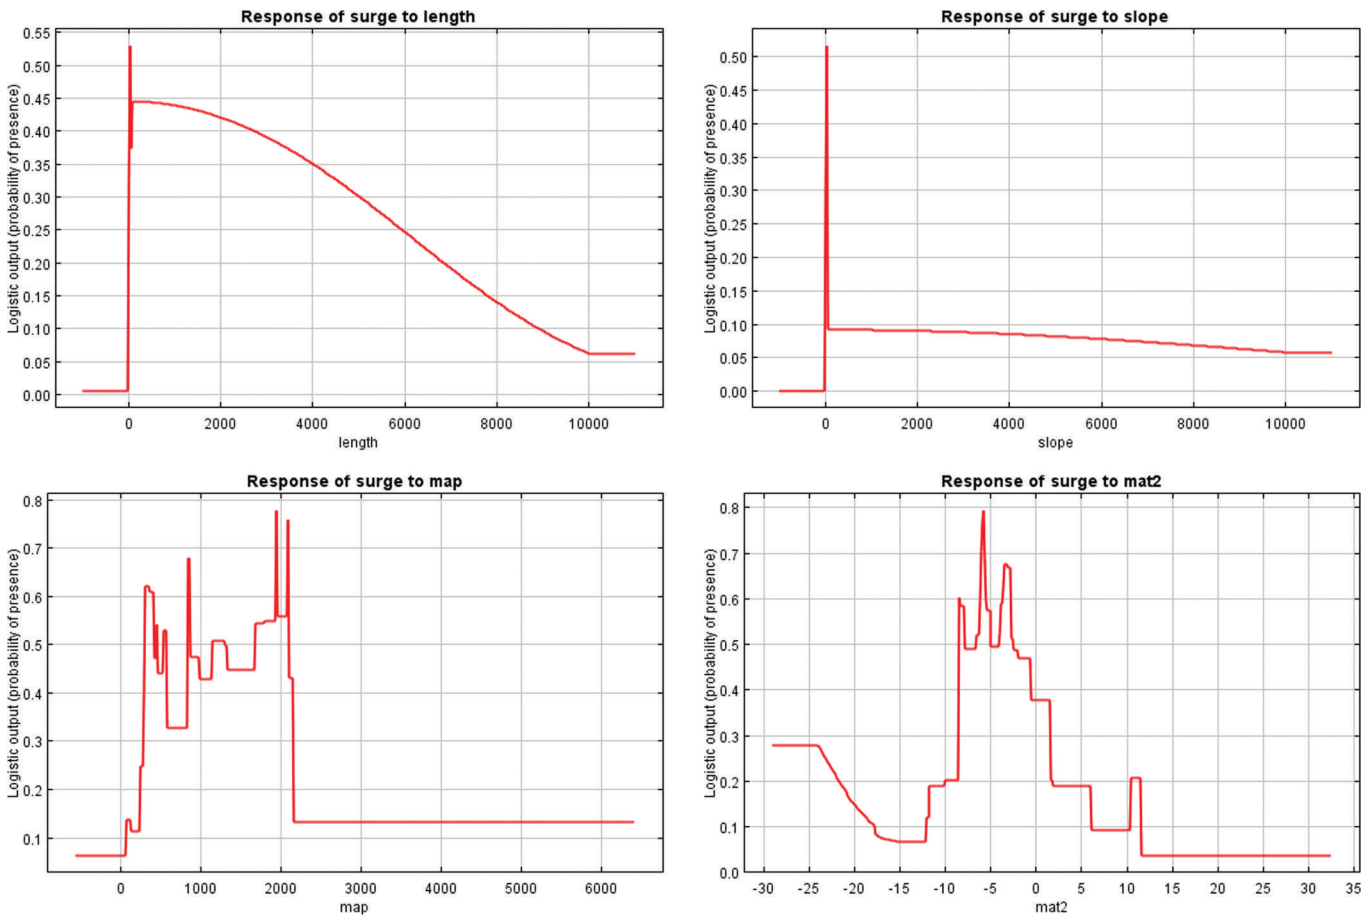 Response of surge to length
Logistic output (probability of presence)
0.55
0.50
0.45
0.40
0.35
0.30
0.25
0.20
0.15
0.10
0.05
0.00
0 2000 4000 6000 8000 10000
length
Response of surge to slope
Logistic output (probability of presence)
0.50
0.45
0.40
0.35
0.30
0.25
0.20
0.15
0.10
0.05
0.00
0 2000 4000 6000 8000 10000
slope
Response of surge to map
Logistic output (probability of presence)
0.8
0.7
0.6
0.5
0.4
0.3
0.2
0.1
0 1000 2000 3000 4000 5000 6000
map
Response of surge to mat2
Logistic output (probability of presence)
0.8
0.7
0.6
0.5
0.4
0.3
0.2
0.1
0.0
-30 -25 -20 -15 -10 -5 0 5 10 15 20 25 30 35
mat2